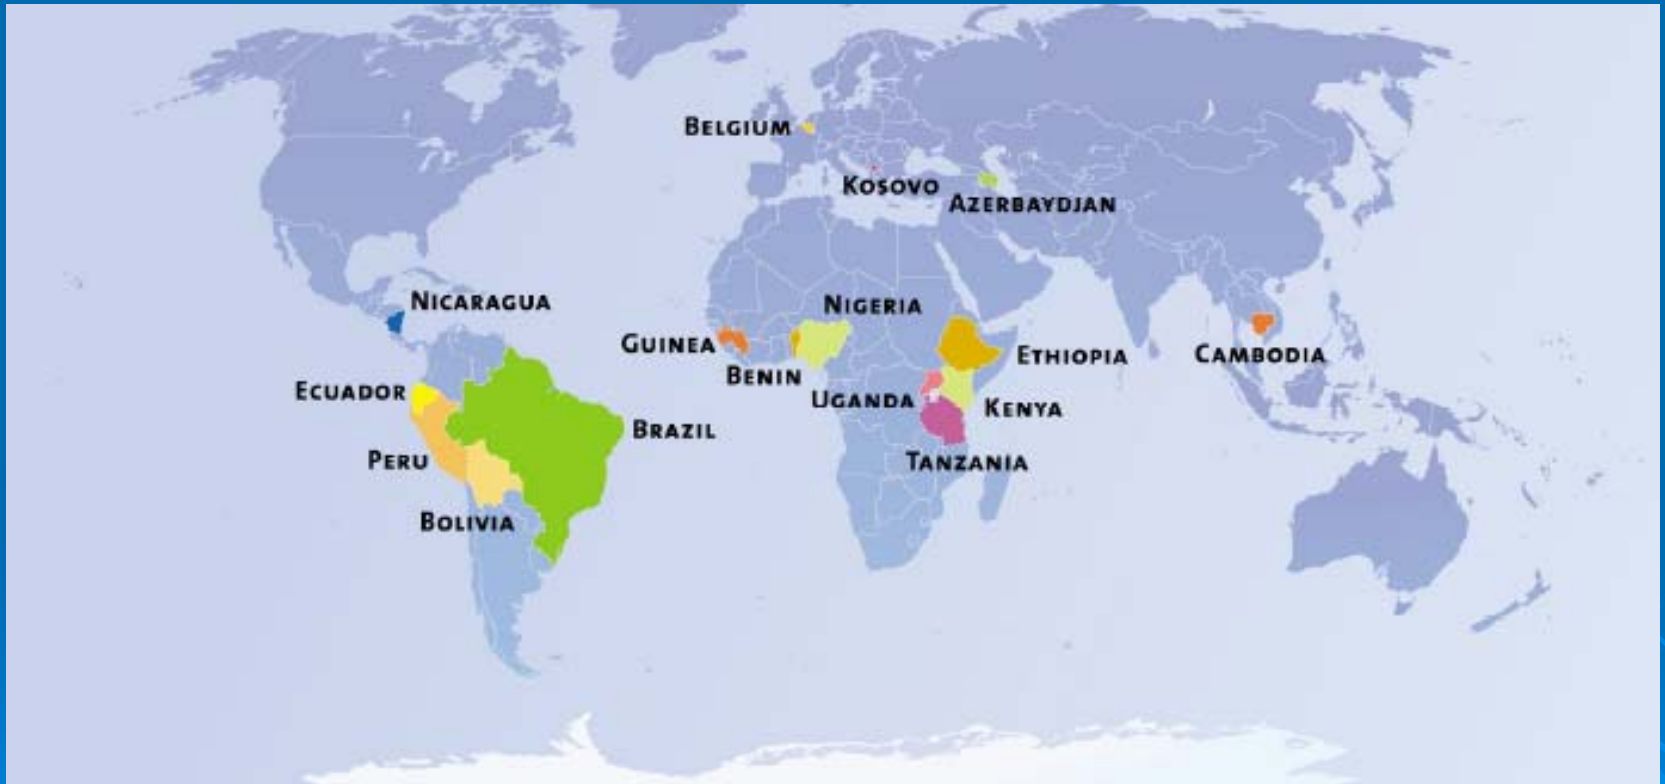 BELGIUM
KOSOVO
AZERBAYDJAN
NICARAGUA
NIGERIA
GUINEA
ETHIOPIA
CAMBODIA
BENIN
ECUADOR
UGANDA
KENYA
BRAZIL
PERU
TANZANIA
BOLIVIA